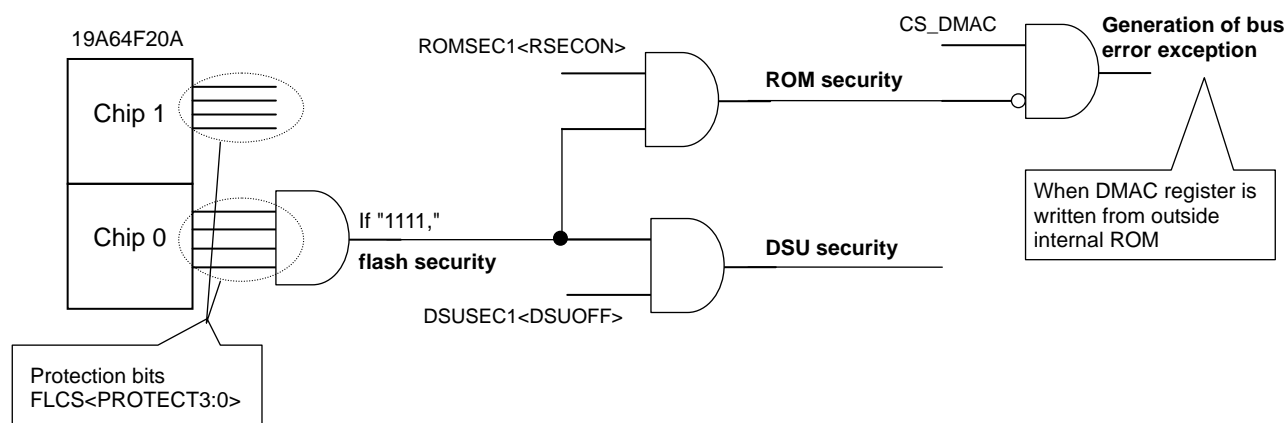 19A64F20A
Chip 1
Chip 0
If "1111,"
flash security
ROMSEC1<RSECON>
ROM security
DSU security
DSUSEC1<DSUOFF>
CS_DMAC
Generation of bus
error exception
When DMAC register is
written from outside
internal ROM
Protection bits
FLCS<PROTECT3:0>